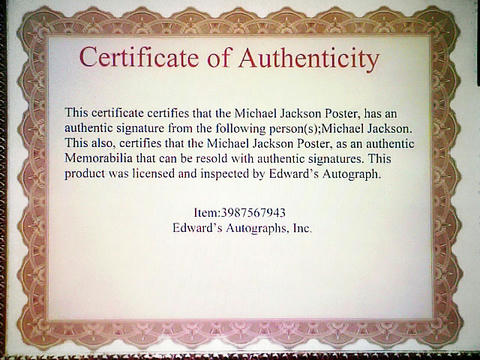 Certificate of Authenticity
This certificate certifies that the Michael Jackson Poster, has an
authentic signature from the following person(s);Michael Jackson.
This also, certifies that the Michael Jackson Poster, as an authentic
Memorabilia that can be resold with authentic signatures. This
product was licensed and inspected by Edward's Autograph.
Item:3987567943
Edward's Autographs, Inc.